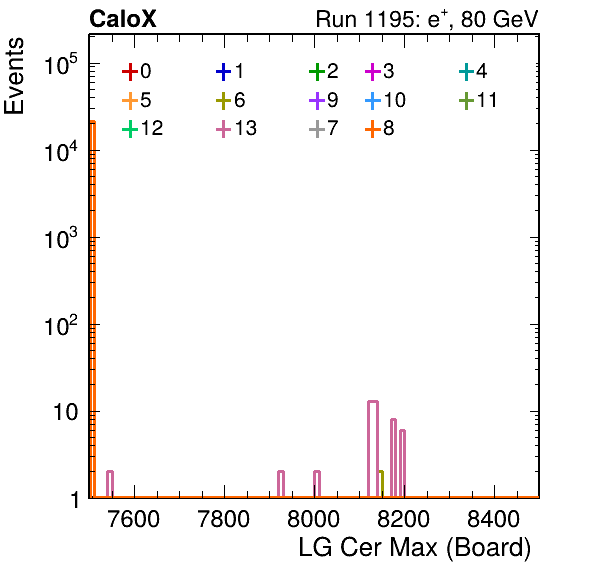 CaloX Run 1195: e⁺, 80 GeV
Events
10⁵
10⁴
10³
10²
10
1
0 1 2 3 4
5 6 9 10 11
12 13 7 8
7600 7800 8000 8200 8400
LG Cer Max (Board)